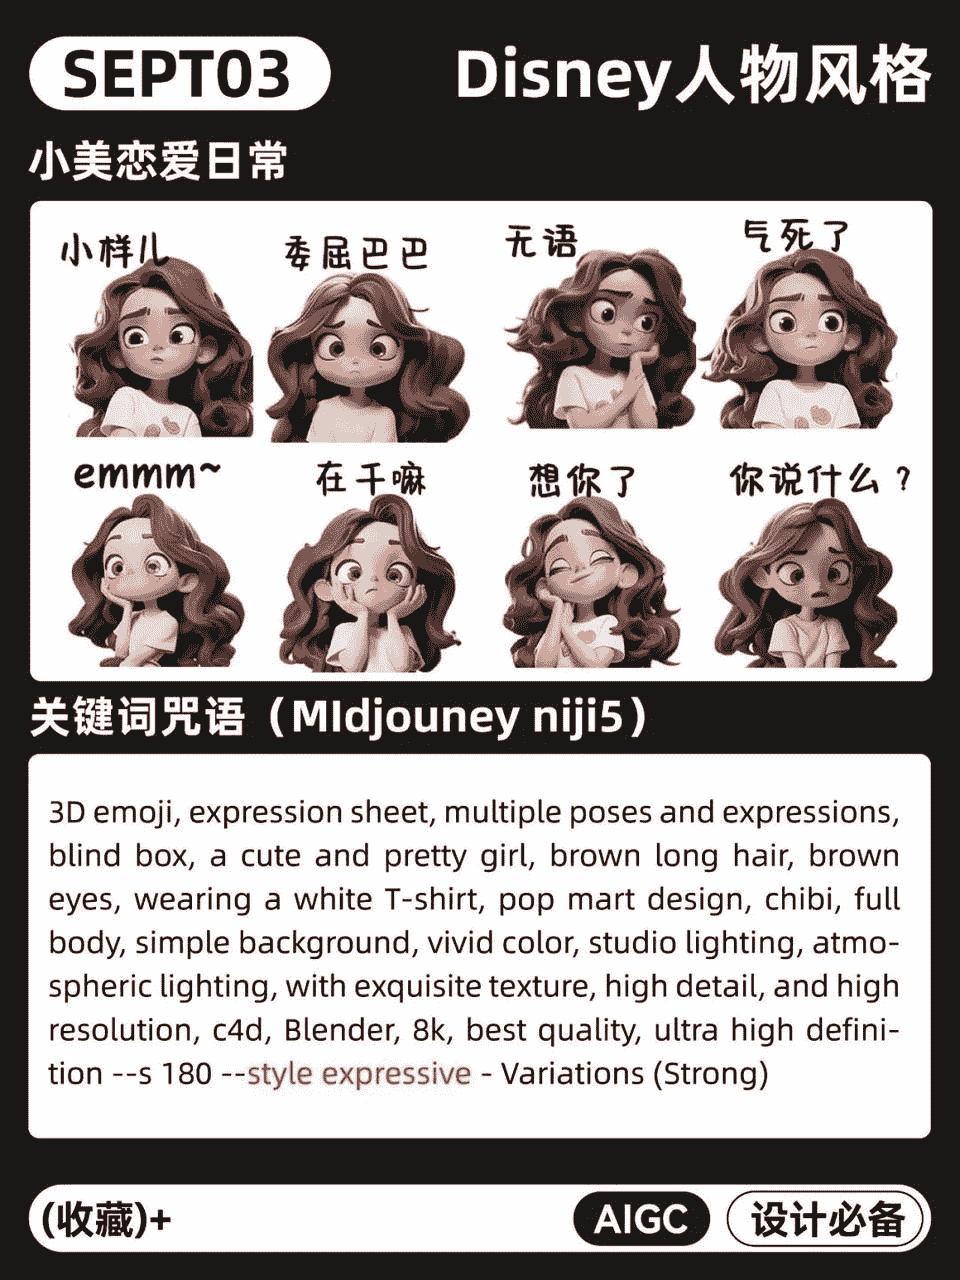 SEPT03
Disney人物风格
小美恋爱日常
小样儿
委屈巴巴
无语
气死了
emmm~
在干嘛
想你了
你说什么？
关键词咒语（MIdjouney niji5）
3D emoji, expression sheet, multiple poses and expressions,
blind box, a cute and pretty girl, brown long hair, brown
eyes, wearing a white T-shirt, pop mart design, chibi, full
body, simple background, vivid color, studio lighting, atmo-
spheric lighting, with exquisite texture, high detail, and high
resolution, c4d, Blender, 8k, best quality, ultra high defini-
tion --s 180 --style expressive - Variations (Strong)
(收藏)+
AIGC
设计必备